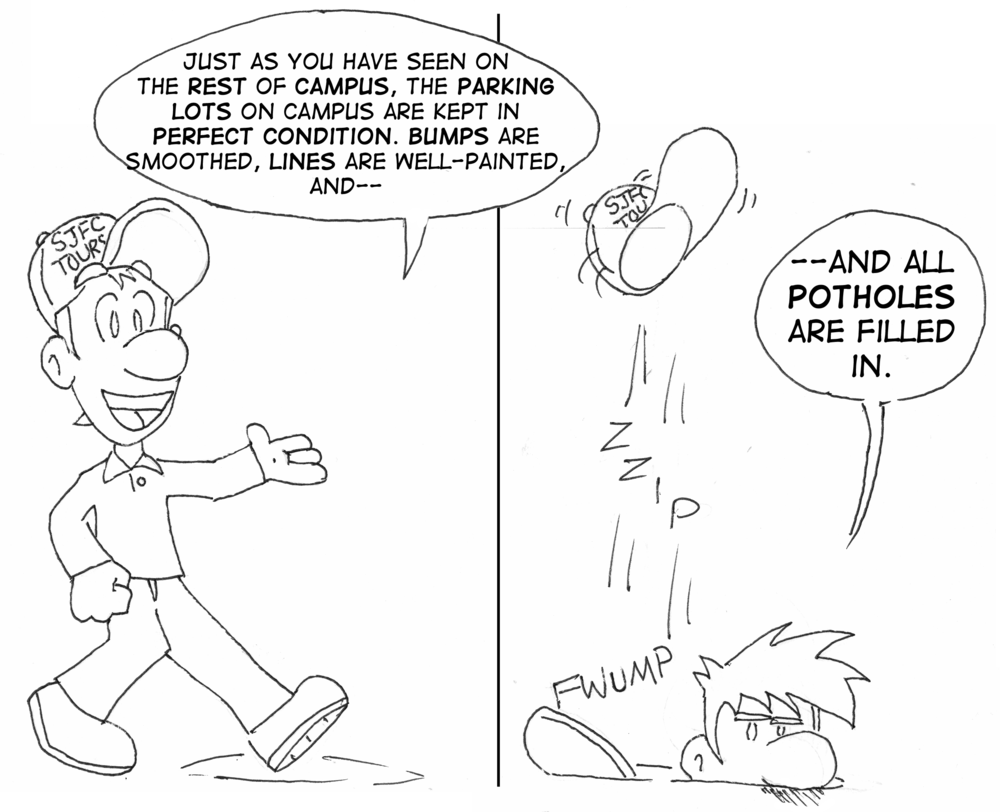 JUST AS YOU HAVE SEEN ON
THE REST OF CAMPUS, THE PARKING
LOTS ON CAMPUS ARE KEPT IN
PERFECT CONDITION. BUMPS ARE
SMOOTHED, LINES ARE WELL-PAINTED,
AND--
SJFC
TOURS
SJFC
TOU
--AND ALL
POTHOLES
ARE FILLED
IN.
ZZIP
FWUMP